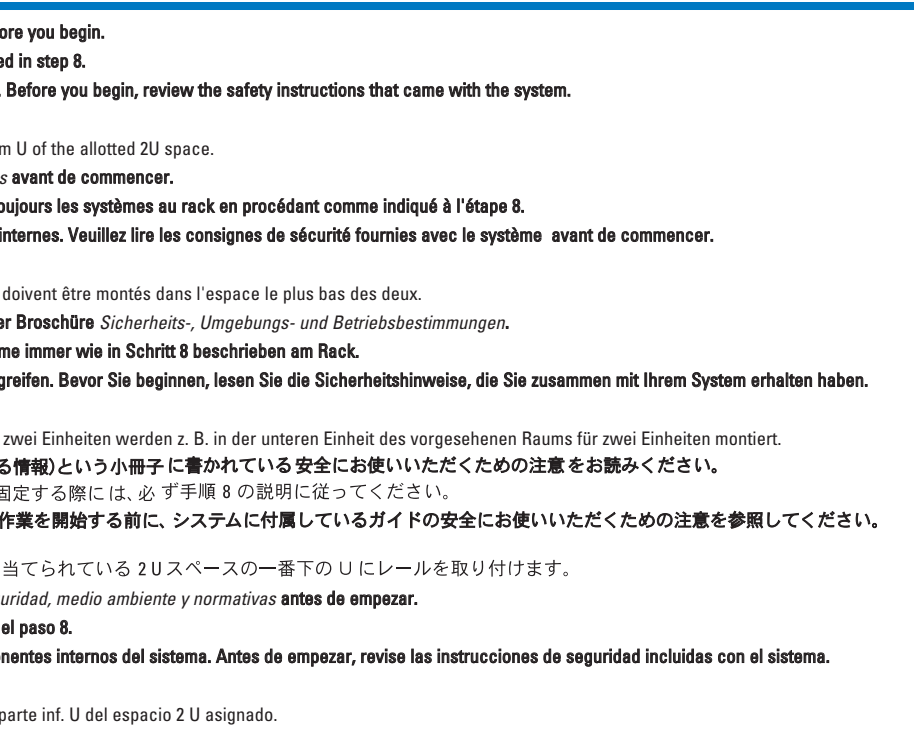 ore you begin.
ed in step 8.
. Before you begin, review the safety instructions that came with the system.
m U of the allotted 2U space.
s avant de commencer.
oujours les systèmes au rack en procédant comme indiqué à l'étape 8.
internes. Veuillez lire les consignes de sécurité fournies avec le système avant de commencer.
doivent être montés dans l'espace le plus bas des deux.
er Broschüre Sicherheits-, Umgebungs- und Betriebsbestimmungen.
me immer wie in Schritt 8 beschrieben am Rack.
greifen. Bevor Sie beginnen, lesen Sie die Sicherheitshinweise, die Sie zusammen mit Ihrem System erhalten haben.
zwei Einheiten werden z. B. in der unteren Einheit des vorgesehenen Raums für zwei Einheiten montiert.
る情報)という小冊子に書かれている安全にお使いいただくための注意をお読みください。
固定する際には、必ず手順 8 の説明に従ってください。
作業を開始する前に、システムに付属しているガイドの安全にお使いいただくための注意を参照してください。
当てられている 2 U スペースの一番下の U にレールを取り付けます。
uridad, medio ambiente y normativas antes de empezar.
el paso 8.
nentes internos del sistema. Antes de empezar, revise las instrucciones de seguridad incluidas con el sistema.
parte inf. U del espacio 2 U asignado.